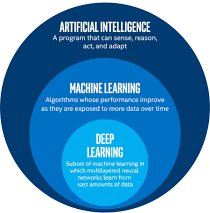 ARTIFICIAL INTELLIGENCE
A program that can sense, reason,
act, and adapt
MACHINE LEARNING
Algorithms whose performance improve
as they are exposed to more data over time
DEEP
LEARNING
Subset of machine learning in
which multilayered neural
networks learn from
vast amounts of data